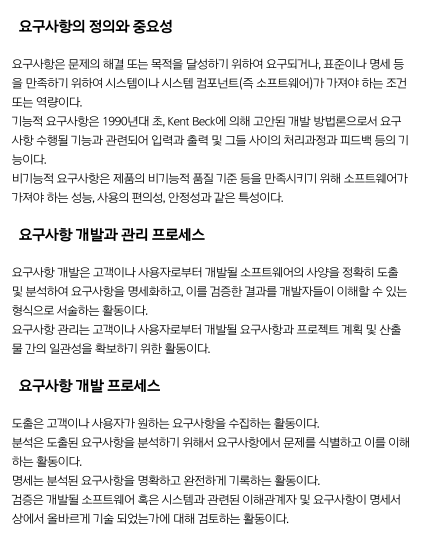 요구사항의 정의와 중요성
요구사항은 문제의 해결 또는 목적을 달성하기 위하여 요구되거나, 표준이나 명세 등
을 만족하기 위하여 시스템이나 시스템 컴포넌트(즉 소프트웨어)가 가져야 하는 조건
또는 역량이다.
기능적 요구사항은 1990년대 초, Kent Beck에 의해 고안된 개발 방법론으로서 요구
사항 수행될 기능과 관련되어 입력과 출력 및 그들 사이의 처리과정과 피드백 등의 기
능이다.
비기능적 요구사항은 제품의 비기능적 품질 기준 등을 만족시키기 위해 소프트웨어가
가져야 하는 성능, 사용의 편의성, 안정성과 같은 특성이다.
요구사항 개발과 관리 프로세스
요구사항 개발은 고객이나 사용자로부터 개발될 소프트웨어의 사양을 정확히 도출
및 분석하여 요구사항을 명세화하고, 이를 검증한 결과를 개발자들이 이해할 수 있는
형식으로 서술하는 활동이다.
요구사항 관리는 고객이나 사용자로부터 개발될 요구사항과 프로젝트 계획 및 산출
물 간의 일관성을 확보하기 위한 활동이다.
요구사항 개발 프로세스
도출은 고객이나 사용자가 원하는 요구사항을 수집하는 활동이다.
분석은 도출된 요구사항을 분석하기 위해서 요구사항에서 문제를 식별하고 이를 이해
하는 활동이다.
명세는 분석된 요구사항을 명확하고 완전하게 기록하는 활동이다.
검증은 개발될 소프트웨어 혹은 시스템과 관련된 이해관계자 및 요구사항이 명세서
상에서 올바르게 기술 되었는가에 대해 검토하는 활동이다.